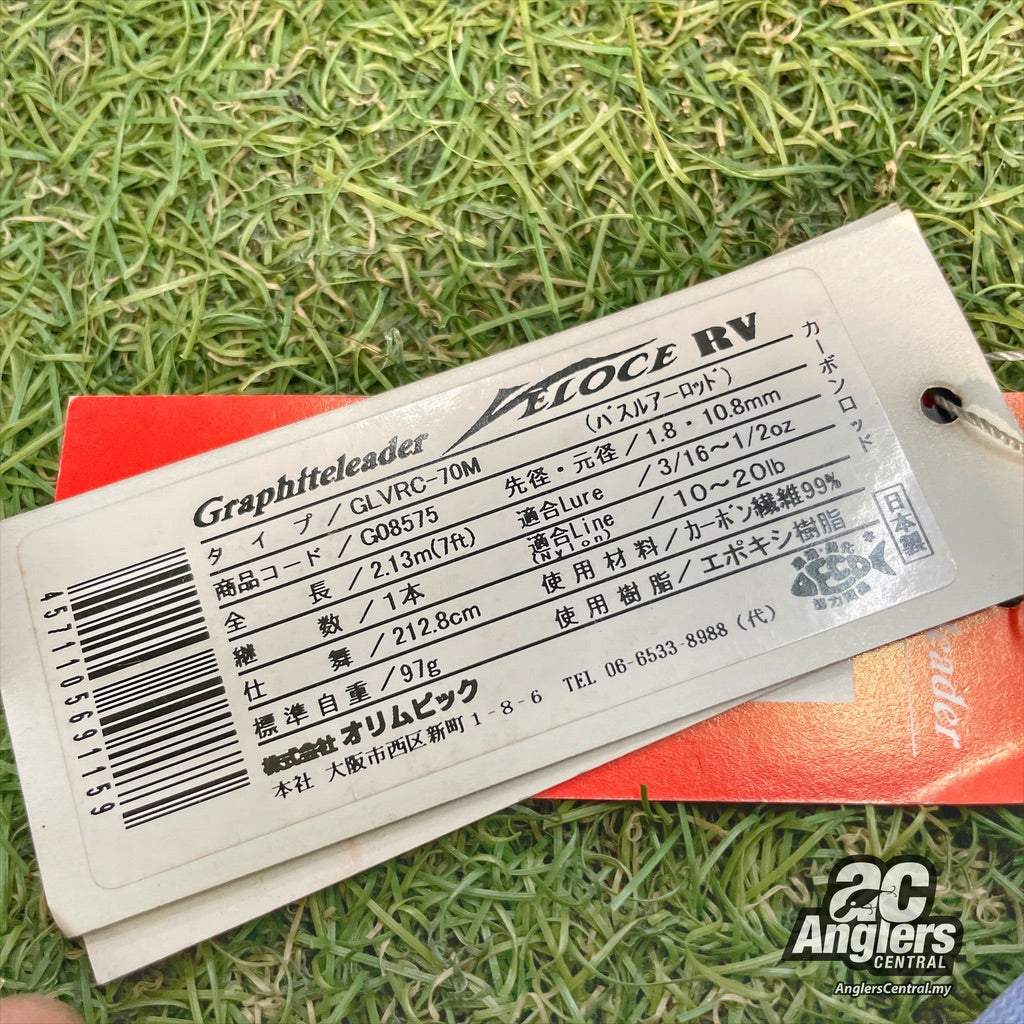 Graphiteleader VELOCE RV
カーボンロッド
タイプ/GLVRC-70M (バスルアーロッド)
商品コード/G08575 先径・元径/1.8・10.8mm
全長/2.13m(7ft) 適合Lure/3/16~1/2oz
継数/1本 適合Line (Nylon)/10~20lb
仕舞/212.8cm 使用材料/カーボン繊維99%
標準自重/97g 使用樹脂/エポキシ樹脂
日本製
株式会社オリムピック
本社 大阪市西区新町1-8-6 TEL 06-6533-8988(代)
4571105691159
ECO
eader
2C
Anglers
CENTRAL
AnglersCentral.my